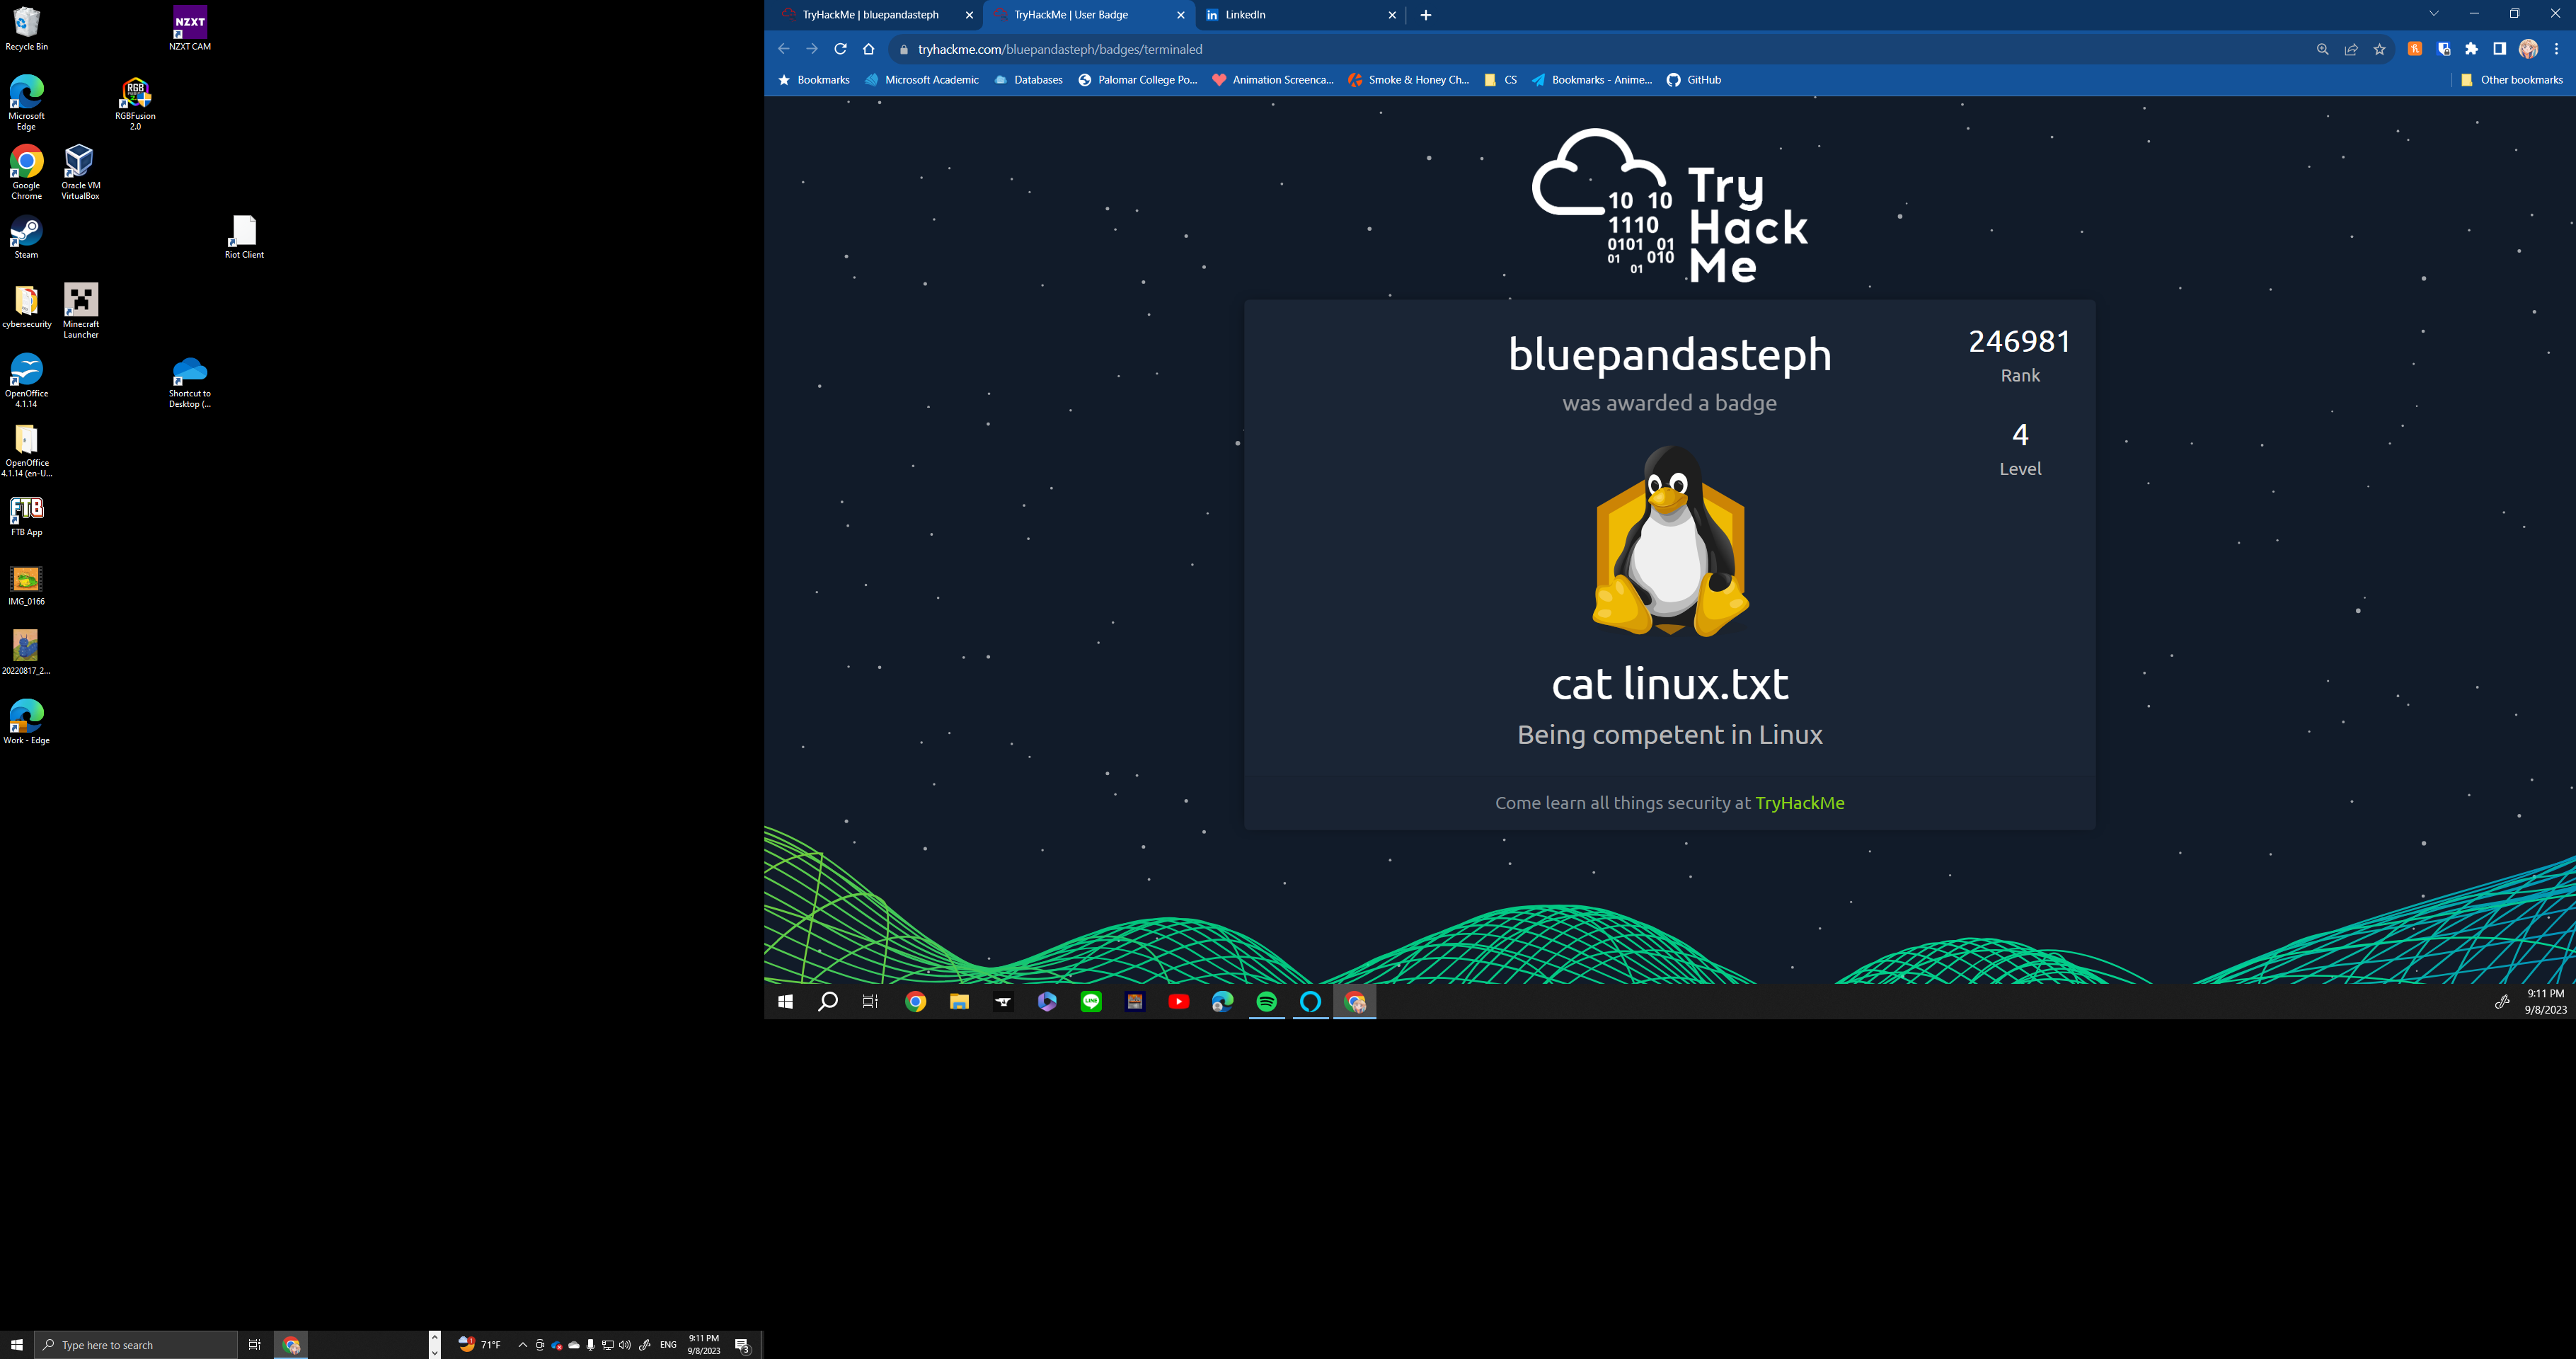 Recycle Bin
NZXT
NZXT CAM
Microsoft
Edge
RGB
RGBFusion
2.0
Google
Chrome
Oracle VM
VirtualBox
Steam
Riot Client
cybersecurity
Minecraft
Launcher
OpenOffice
4.1.14
Shortcut to
Desktop (...
OpenOffice
4.1.14 (en-U...
FTB
FTB App
IMG_0166
20220817_2...
Work - Edge
Type here to search
71°F
ENG
9:11 PM
9/8/2023
3
TryHackMe | bluepandasteph
TryHackMe | User Badge
in LinkedIn
tryhackme.com/bluepandasteph/badges/terminaled
Bookmarks
Microsoft Academic
Databases
Palomar College Po...
Animation Screenca...
Smoke & Honey Ch...
CS
Bookmarks - Anime...
GitHub
Other bookmarks
10 10
1110
0101 01
01 010
01
Try
Hack
Me
bluepandasteph
was awarded a badge
246981
Rank
4
Level
cat linux.txt
Being competent in Linux
Come learn all things security at TryHackMe
LINE
9:11 PM
9/8/2023